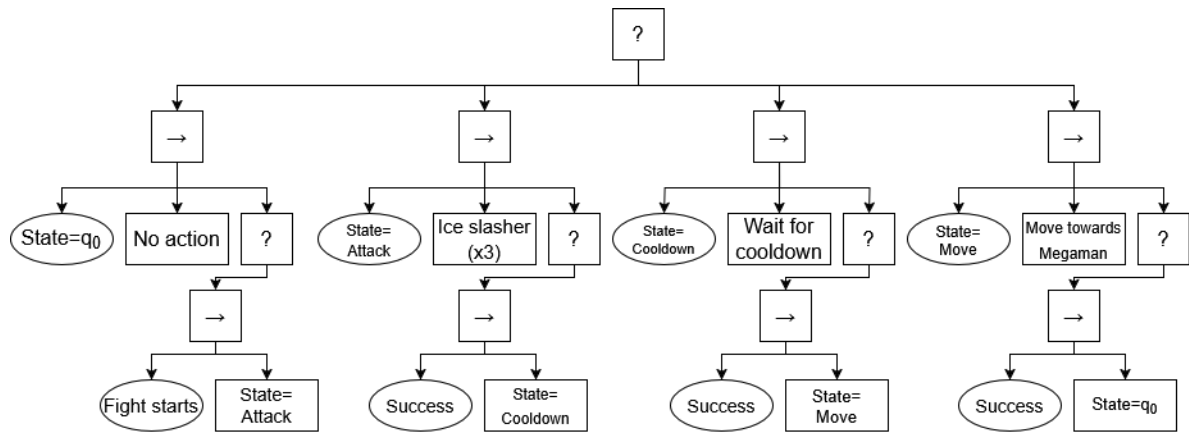 ?
→
→
→
→
State=q0
No action
?
State=
Attack
Ice slasher
(x3)
?
State=
Cooldown
Wait for
cooldown
?
State=
Move
Move towards
Megaman
?
→
→
→
→
Fight starts
State=
Attack
Success
State=
Cooldown
Success
State=
Move
Success
State=q0